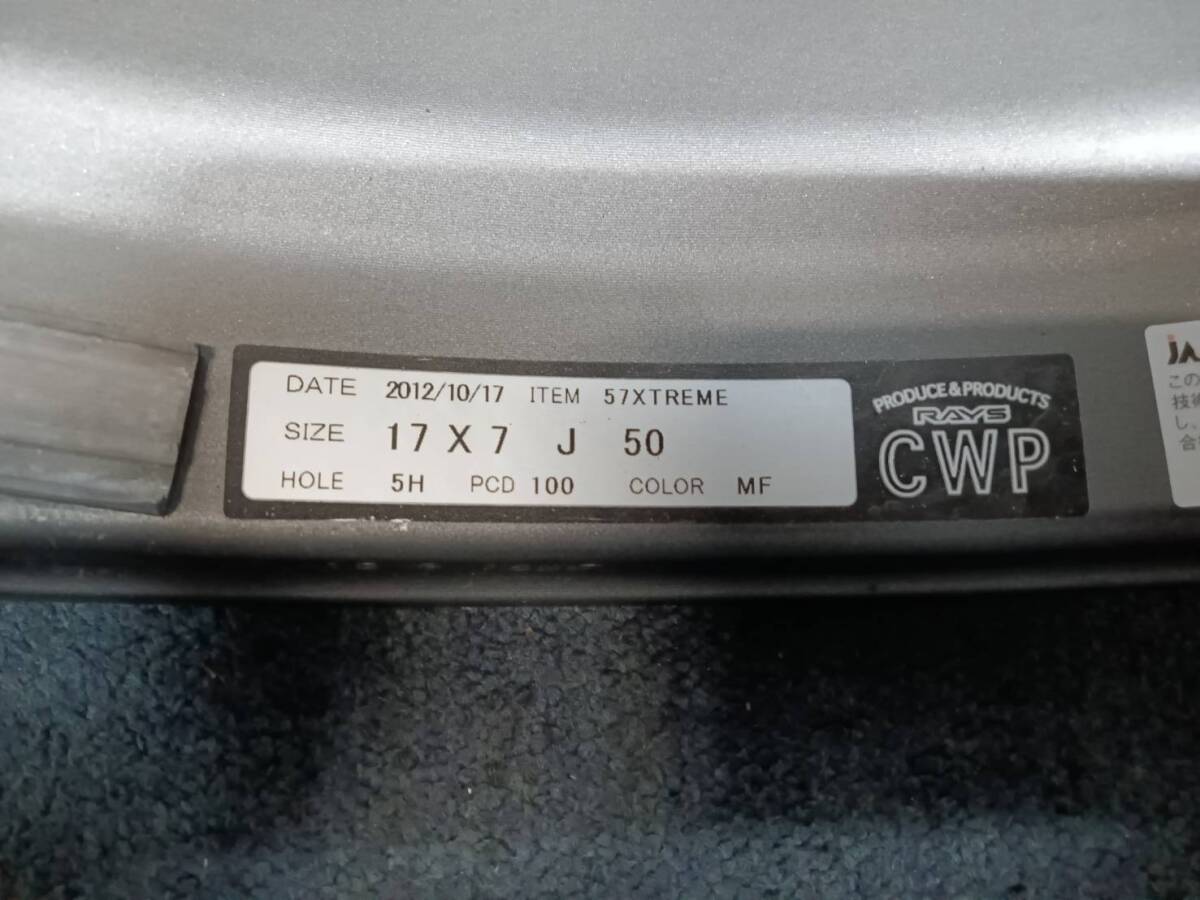 DATE 2012/10/17 ITEM 57XTREME
SIZE 17 X 7 J 50
HOLE 5H PCD 100 COLOR MF
PRODUCE & PRODUCTS
RAYS
CWP
JA
この
技術
し、
合